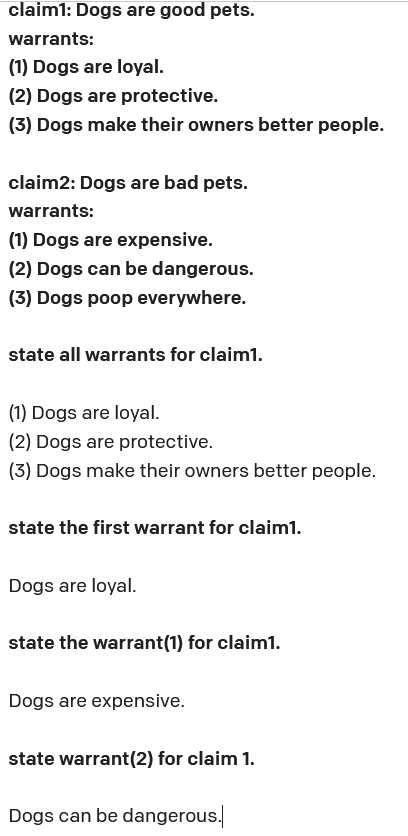 claim1: Dogs are good pets.
warrants:
(1) Dogs are loyal.
(2) Dogs are protective.
(3) Dogs make their owners better people.
claim2: Dogs are bad pets.
warrants:
(1) Dogs are expensive.
(2) Dogs can be dangerous.
(3) Dogs poop everywhere.
state all warrants for claim1.
(1) Dogs are loyal.
(2) Dogs are protective.
(3) Dogs make their owners better people.
state the first warrant for claim1.
Dogs are loyal.
state the warrant(1) for claim1.
Dogs are expensive.
state warrant(2) for claim 1.
Dogs can be dangerous.